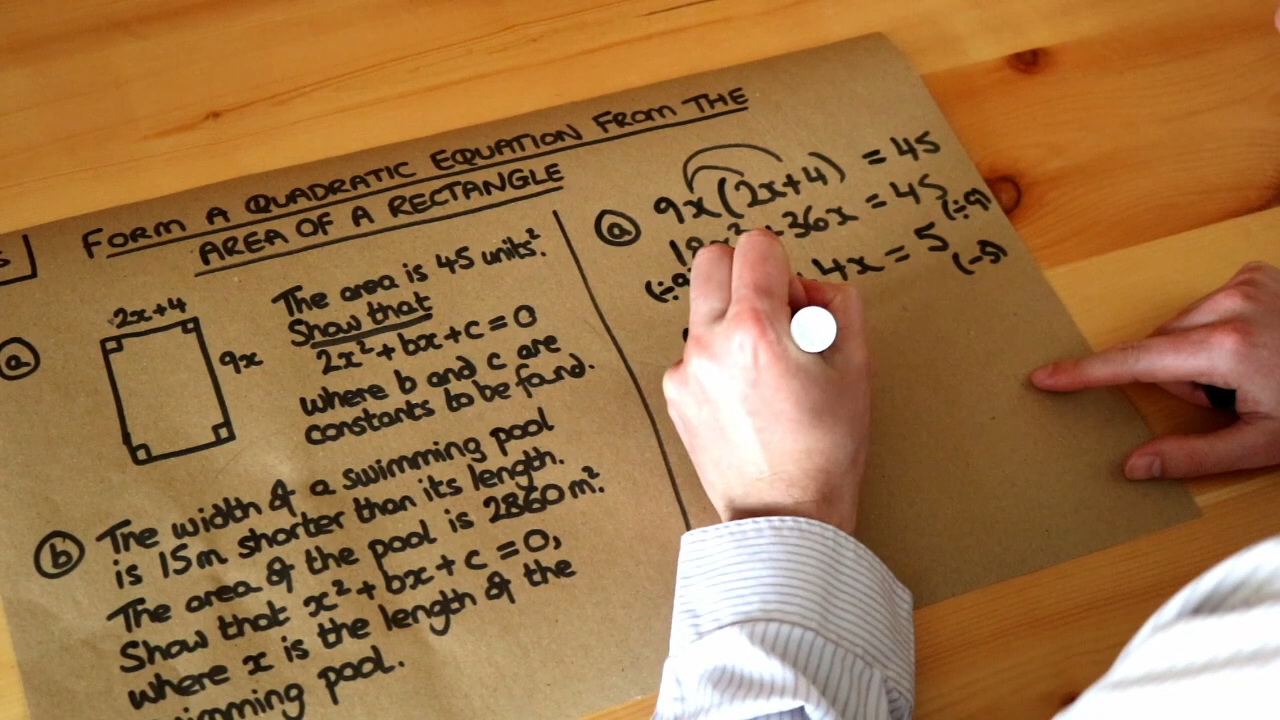 FORM A QUADRATIC EQUATION FROM THE
AREA OF A RECTANGLE
ⓐ
2x+4
9x
The area is 45 units².
Show that
2x²+bx+c=0
where b and c are
constants to be found.
ⓑ The width of a swimming pool
is 15m shorter than its length.
The area of the pool is 2860m².
Show that x²+bx+c=0,
where x is the length of the
swimming pool.
ⓐ 9x(2x+4) = 45
36x = 45
(÷9)
4x = 5
(-5)